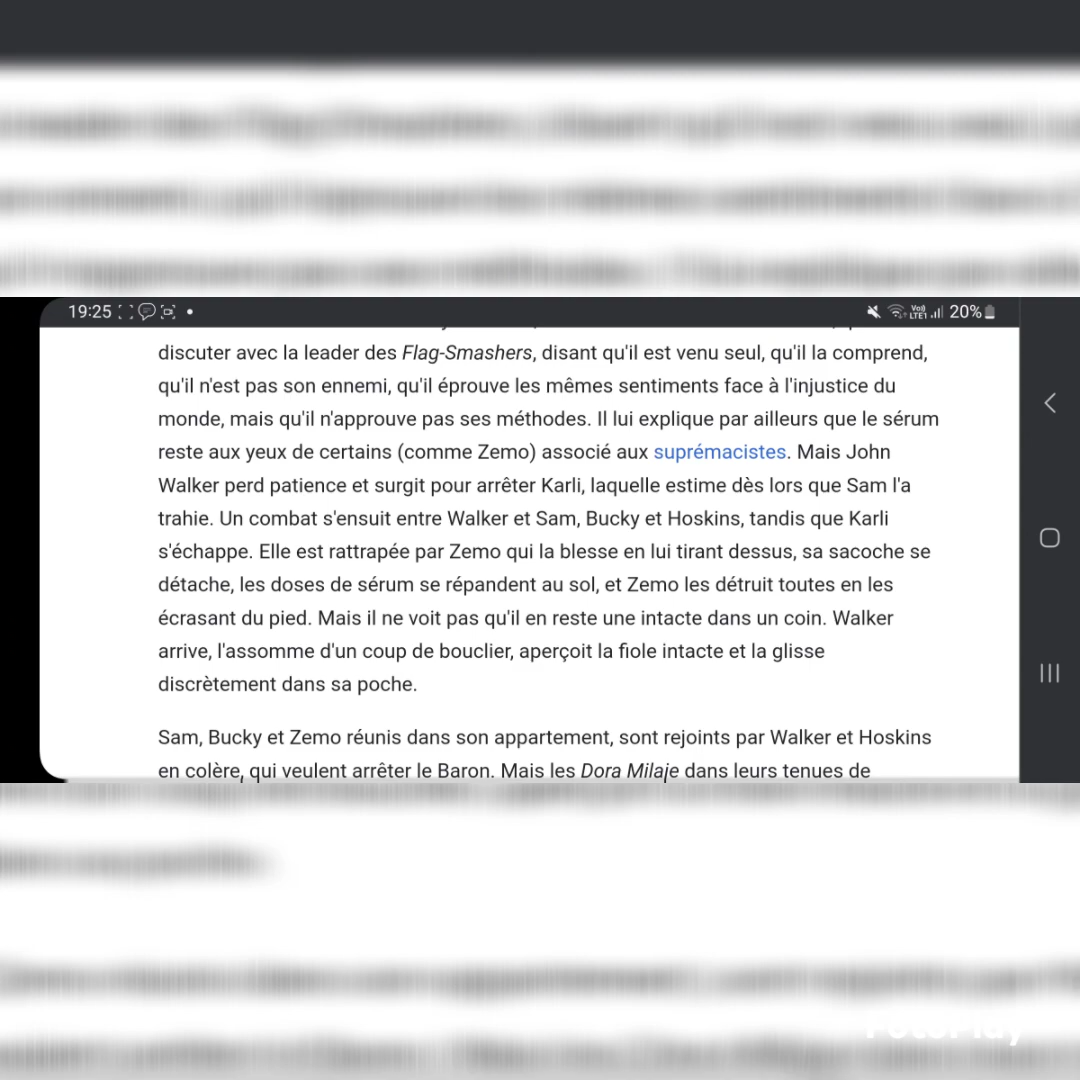 19:25
Vo)) LTE1 20%
discuter avec la leader des Flag-Smashers, disant qu'il est venu seul, qu'il la comprend,
qu'il n'est pas son ennemi, qu'il éprouve les mêmes sentiments face à l'injustice du
monde, mais qu'il n'approuve pas ses méthodes. Il lui explique par ailleurs que le sérum
reste aux yeux de certains (comme Zemo) associé aux suprémacistes. Mais John
Walker perd patience et surgit pour arrêter Karli, laquelle estime dès lors que Sam l'a
trahie. Un combat s'ensuit entre Walker et Sam, Bucky et Hoskins, tandis que Karli
s'échappe. Elle est rattrapée par Zemo qui la blesse en lui tirant dessus, sa sacoche se
détache, les doses de sérum se répandent au sol, et Zemo les détruit toutes en les
écrasant du pied. Mais il ne voit pas qu'il en reste une intacte dans un coin. Walker
arrive, l'assomme d'un coup de bouclier, aperçoit la fiole intacte et la glisse
discrètement dans sa poche.
Sam, Bucky et Zemo réunis dans son appartement, sont rejoints par Walker et Hoskins
en colère, qui veulent arrêter le Baron. Mais les Dora Milaje dans leurs tenues de
FotoPlay